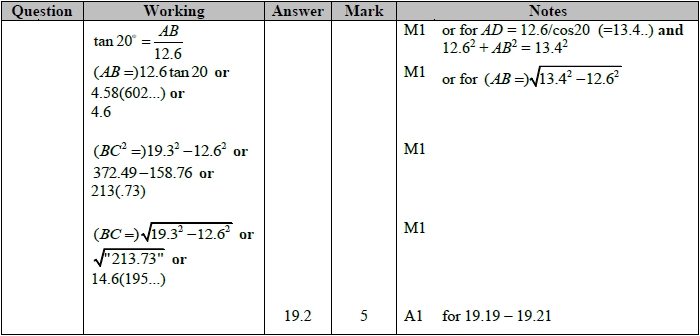 Question Working Answer Mark Notes
tan 20° = AB/12.6 M1 or for AD = 12.6/cos20 (=13.4..) and
12.6² + AB² = 13.4²
(AB =)12.6 tan 20 or M1 or for (AB =)√13.4² – 12.6²
4.58(602...) or
4.6
(BC² =)19.3² – 12.6² or M1
372.49 – 158.76 or
213(.73)
(BC =)√19.3² – 12.6² or M1
√"213.73" or
14.6(195...)
19.2 5 A1 for 19.19 – 19.21